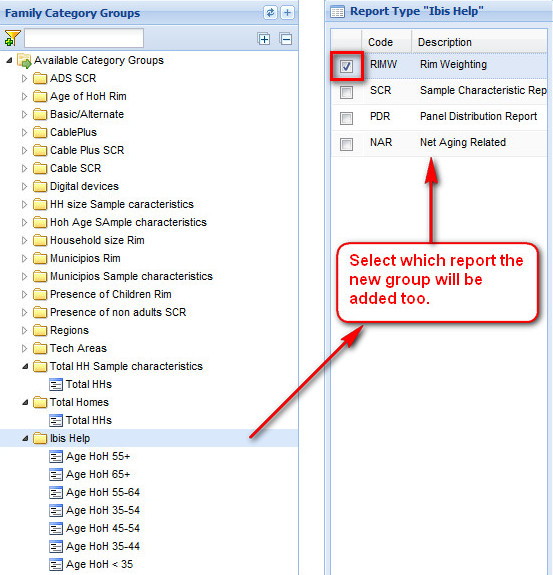 Family Category Groups
Available Category Groups
ADS SCR
Age of HoH Rim
Basic/Alternate
CablePlus
Cable Plus SCR
Cable SCR
Digital devices
HH size Sample caracteristics
Hoh Age SAmple characteristics
Household size Rim
Municipios Rim
Municipios Sample characteristics
Presence of Children Rim
Presence of non adults SCR
Regions
Tech Areas
Total HH Sample characteristics
Total HHs
Total Homes
Total HHs
Ibis Help
Age HoH 55+
Age HoH 65+
Age HoH 55-64
Age HoH 35-54
Age HoH 45-54
Age HoH 35-44
Age HoH < 35
Report Type "Ibis Help"
Code Description
RIMW Rim Weighting
SCR Sample Characteristic Rep
PDR Panel Distribution Report
NAR Net Aging Related
Select which report the
new group will be
added too.